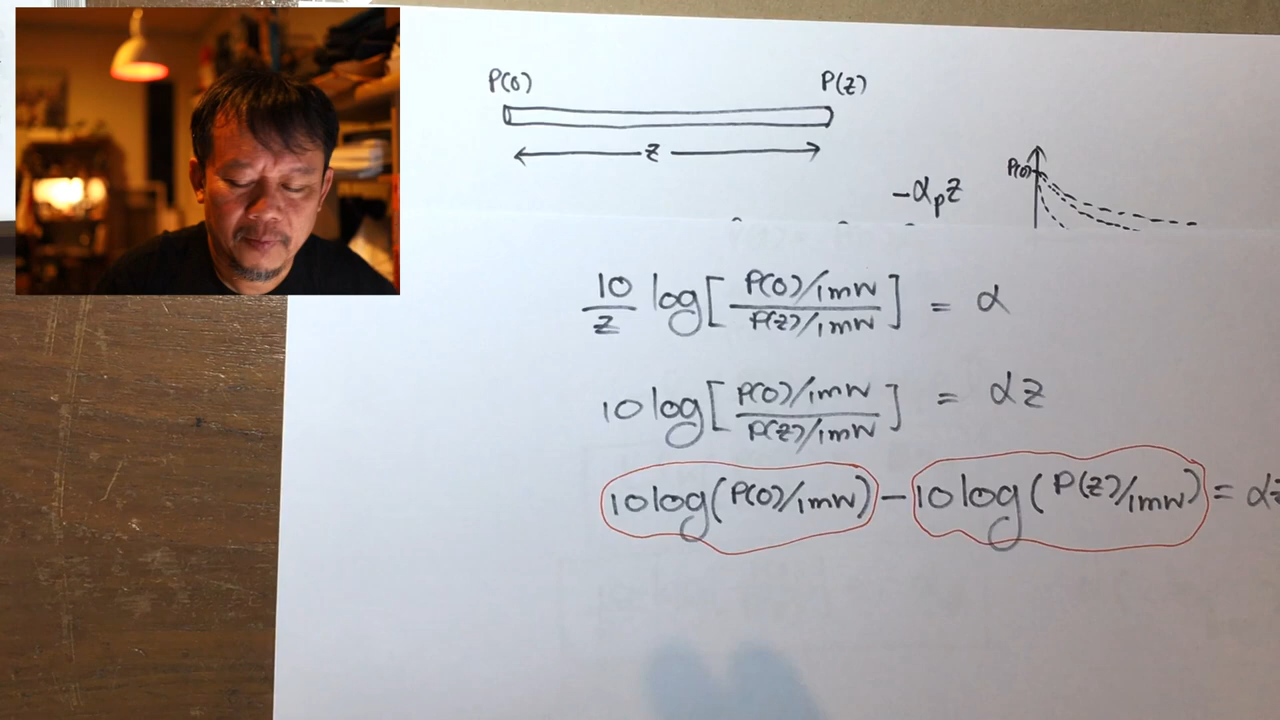 P(0) P(z)
z
P(0)
-α_p z
10/z log[P(0)/1mW / P(z)/1mW] = α
10 log[P(0)/1mW / P(z)/1mW] = αz
10 log(P(0)/1mW) - 10 log(P(z)/1mW) = αz